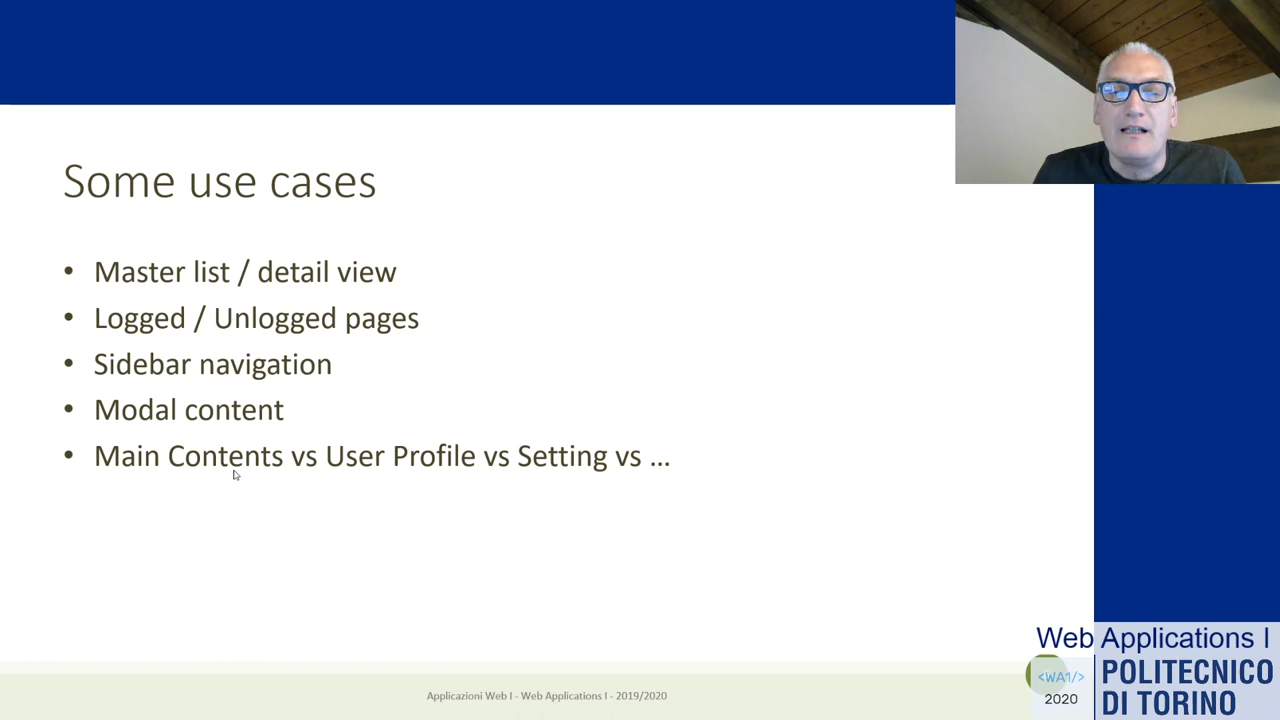 Some use cases
• Master list / detail view
• Logged / Unlogged pages
• Sidebar navigation
• Modal content
• Main Contents vs User Profile vs Setting vs ...
Applicazioni Web I - Web Applications I - 2019/2020
Web Applications I
<WA1/>
2020
POLITECNICO
DI TORINO